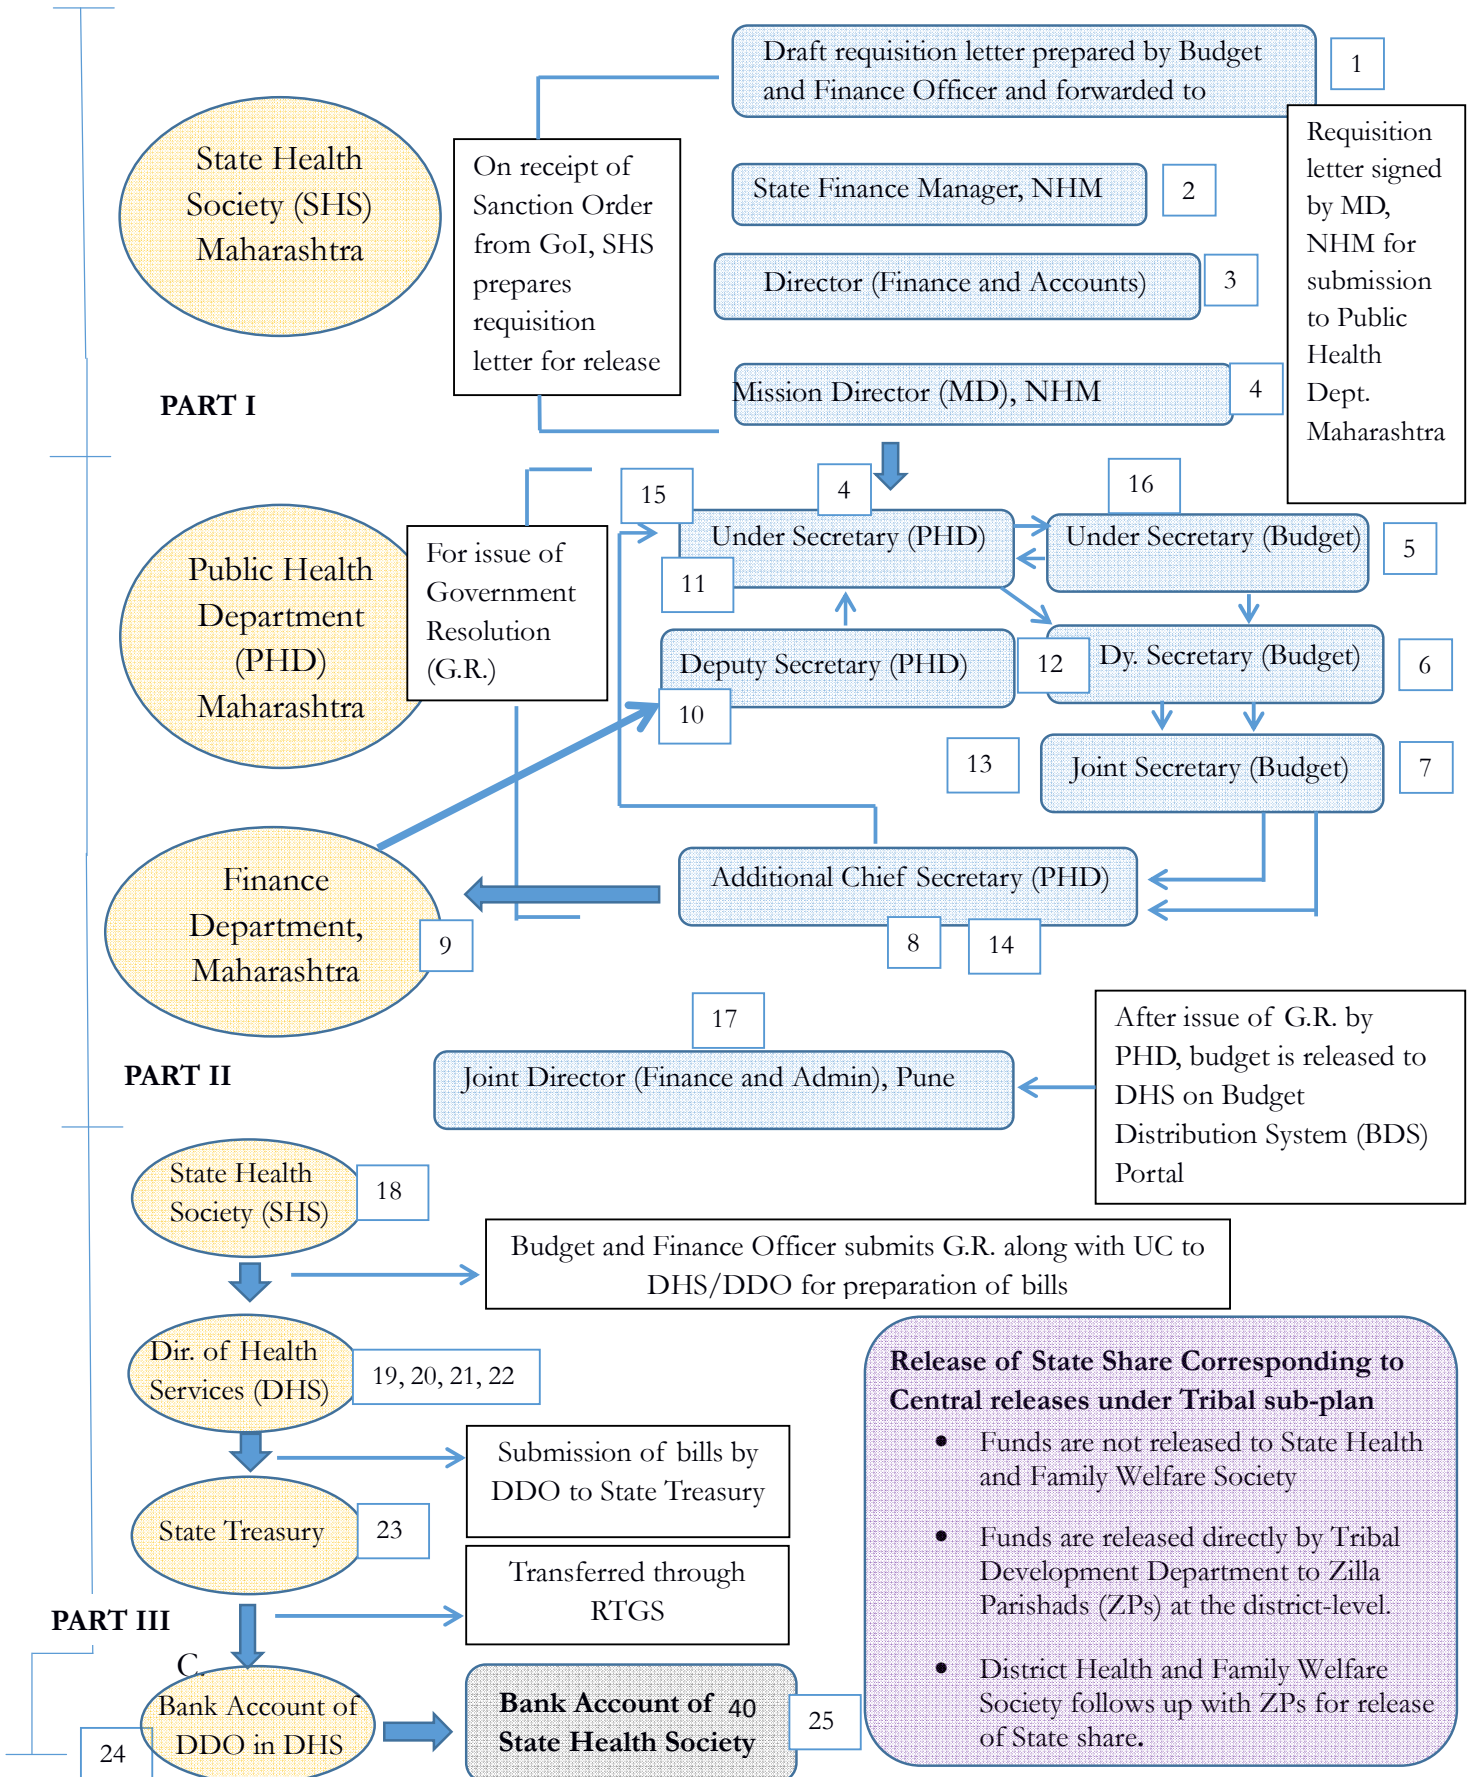 Draft requisition letter prepared by Budget
and Finance Officer and forwarded to
1
State Health
Society (SHS)
Maharashtra
On receipt of
Sanction Order
from GoI, SHS
prepares
requisition
letter for release
Requisition
letter signed
by MD,
NHM for
submission
to Public
Health
Dept.
Maharashtra
State Finance Manager, NHM
2
Director (Finance and Accounts)
3
Mission Director (MD), NHM
4
PART I
15
4
16
Under Secretary (PHD)
Under Secretary (Budget)
5
11
Public Health
Department
(PHD)
Maharashtra
For issue of
Government
Resolution
(G.R.)
Deputy Secretary (PHD)
12
Dy. Secretary (Budget)
6
10
13
Joint Secretary (Budget)
7
Finance
Department,
Maharashtra
9
Additional Chief Secretary (PHD)
8
14
17
Joint Director (Finance and Admin), Pune
After issue of G.R. by
PHD, budget is released to
DHS on Budget
Distribution System (BDS)
Portal
PART II
State Health
Society (SHS)
18
Budget and Finance Officer submits G.R. along with UC to
DHS/DDO for preparation of bills
Dir. of Health
Services (DHS)
19, 20, 21, 22
Submission of bills by
DDO to State Treasury
State Treasury
23
Transferred through
RTGS
PART III
C.
Bank Account of
DDO in DHS
24
Bank Account of 40
State Health Society
25
Release of State Share Corresponding to
Central releases under Tribal sub-plan
• Funds are not released to State Health
and Family Welfare Society
• Funds are released directly by Tribal
Development Department to Zilla
Parishads (ZPs) at the district-level.
• District Health and Family Welfare
Society follows up with ZPs for release
of State share.